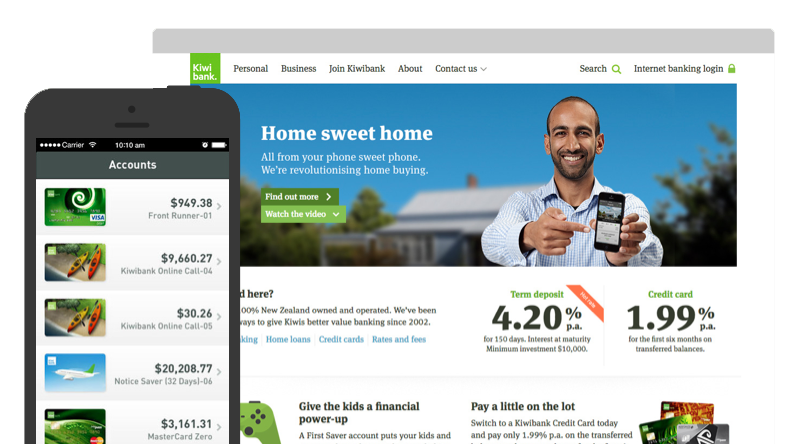 Kiwi
bank.
Personal
Business
Join Kiwibank
About
Contact us
Search
Internet banking login
Home sweet home
All from your phone sweet phone.
We're revolutionising home buying.
Find out more
Watch the video
Carrier
10:10 am
Accounts
$949.38
Front Runner-01
VISA
$9,660.27
Kiwibank Online Call-04
$30.26
Kiwibank Online Call-05
$20,208.77
Notice Saver (32 Days)-06
$3,161.31
MasterCard Zero
d here?
00% New Zealand owned and operated. We've been
ways to give Kiwis better value banking since 2002.
king
Home loans
Credit cards
Rates and fees
Term deposit
4.20% p.a.
for 150 days. Interest at maturity
Minimum investment $10,000.
Credit card
1.99% p.a.
for the first six months on
transferred balances.
Give the kids a financial
power-up
A First Saver account puts your kids and
Pay a little on the lot
Switch to a Kiwibank Credit Card today
and pay only 1.99% p.a. on the transferred